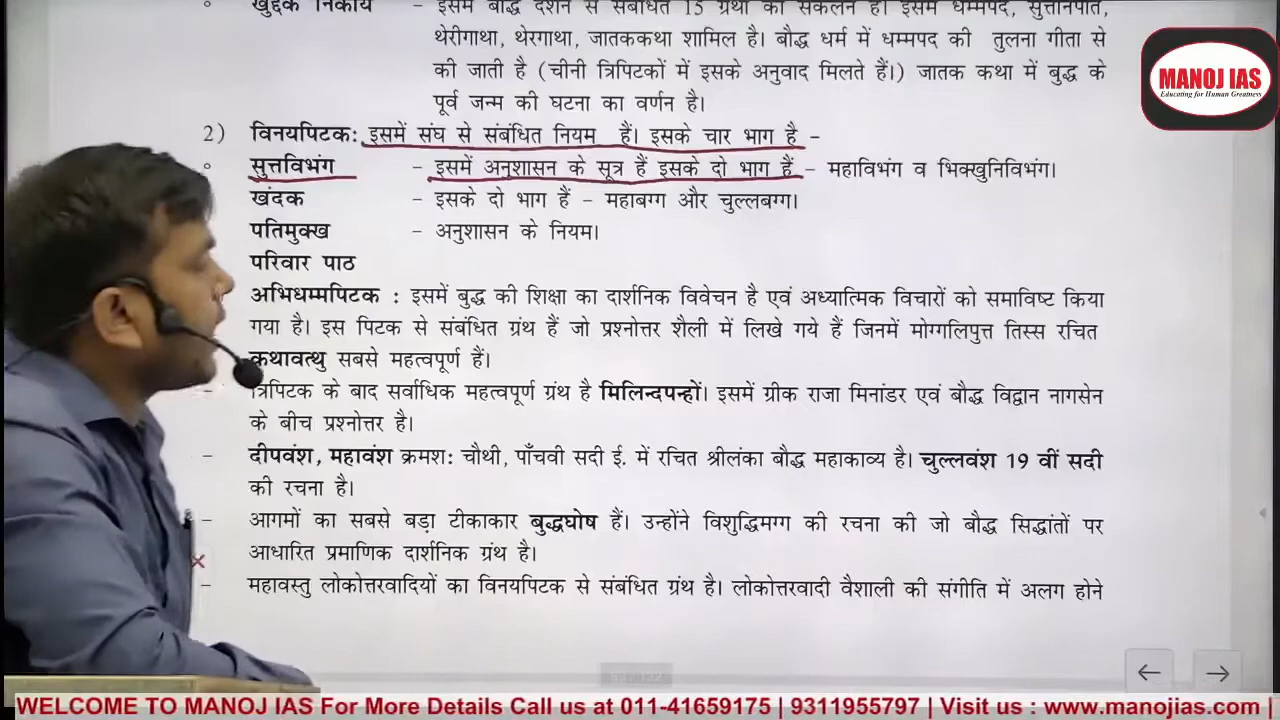 खुद्दक निकाय - इसमें बौद्ध दर्शन से संबंधित 15 ग्रंथों का संकलन है। इसमें धम्मपद, सुत्तनिपात,
थेरीगाथा, थेरगाथा, जातककथा शामिल है। बौद्ध धर्म में धम्मपद की तुलना गीता से
की जाती है (चीनी त्रिपिटकों में इसके अनुवाद मिलते हैं।) जातक कथा में बुद्ध के
पूर्व जन्म की घटना का वर्णन है।
MANOJ IAS
Educating for Human Greatness
2) विनयपिटक: इसमें संघ से संबंधित नियम हैं। इसके चार भाग है -
सुत्तविभंग - इसमें अनुशासन के सूत्र हैं इसके दो भाग हैं - महाविभंग व भिक्खुनिविभंग।
खंदक - इसके दो भाग हैं - महाबग्ग और चुल्लबग्ग।
पतिमुक्ख - अनुशासन के नियम।
परिवार पाठ
अभिधम्मपिटक : इसमें बुद्ध की शिक्षा का दार्शनिक विवेचन है एवं अध्यात्मिक विचारों को समाविष्ट किया
गया है। इस पिटक से संबंधित ग्रंथ हैं जो प्रश्नोत्तर शैली में लिखे गये हैं जिनमें मोग्गलिपुत्त तिस्स रचित
कथावत्थु सबसे महत्वपूर्ण हैं।
- त्रिपिटक के बाद सर्वाधिक महत्वपूर्ण ग्रंथ है मिलिन्दपन्हों। इसमें ग्रीक राजा मिनांडर एवं बौद्ध विद्वान नागसेन
के बीच प्रश्नोत्तर है।
- दीपवंश, महावंश क्रमश: चौथी, पाँचवी सदी ई. में रचित श्रीलंका बौद्ध महाकाव्य है। चुल्लवंश 19 वीं सदी
की रचना है।
- आगमों का सबसे बड़ा टीकाकार बुद्धघोष हैं। उन्होंने विशुद्धिमग्ग की रचना की जो बौद्ध सिद्धांतों पर
आधारित प्रमाणिक दार्शनिक ग्रंथ है।
- महावस्तु लोकोत्तरवादियों का विनयपिटक से संबंधित ग्रंथ है। लोकोत्तरवादी वैशाली की संगीति में अलग होने
WELCOME TO MANOJ IAS For More Details Call us at 011-41659175 | 9311955797 | Visit us : www.manojias.com |